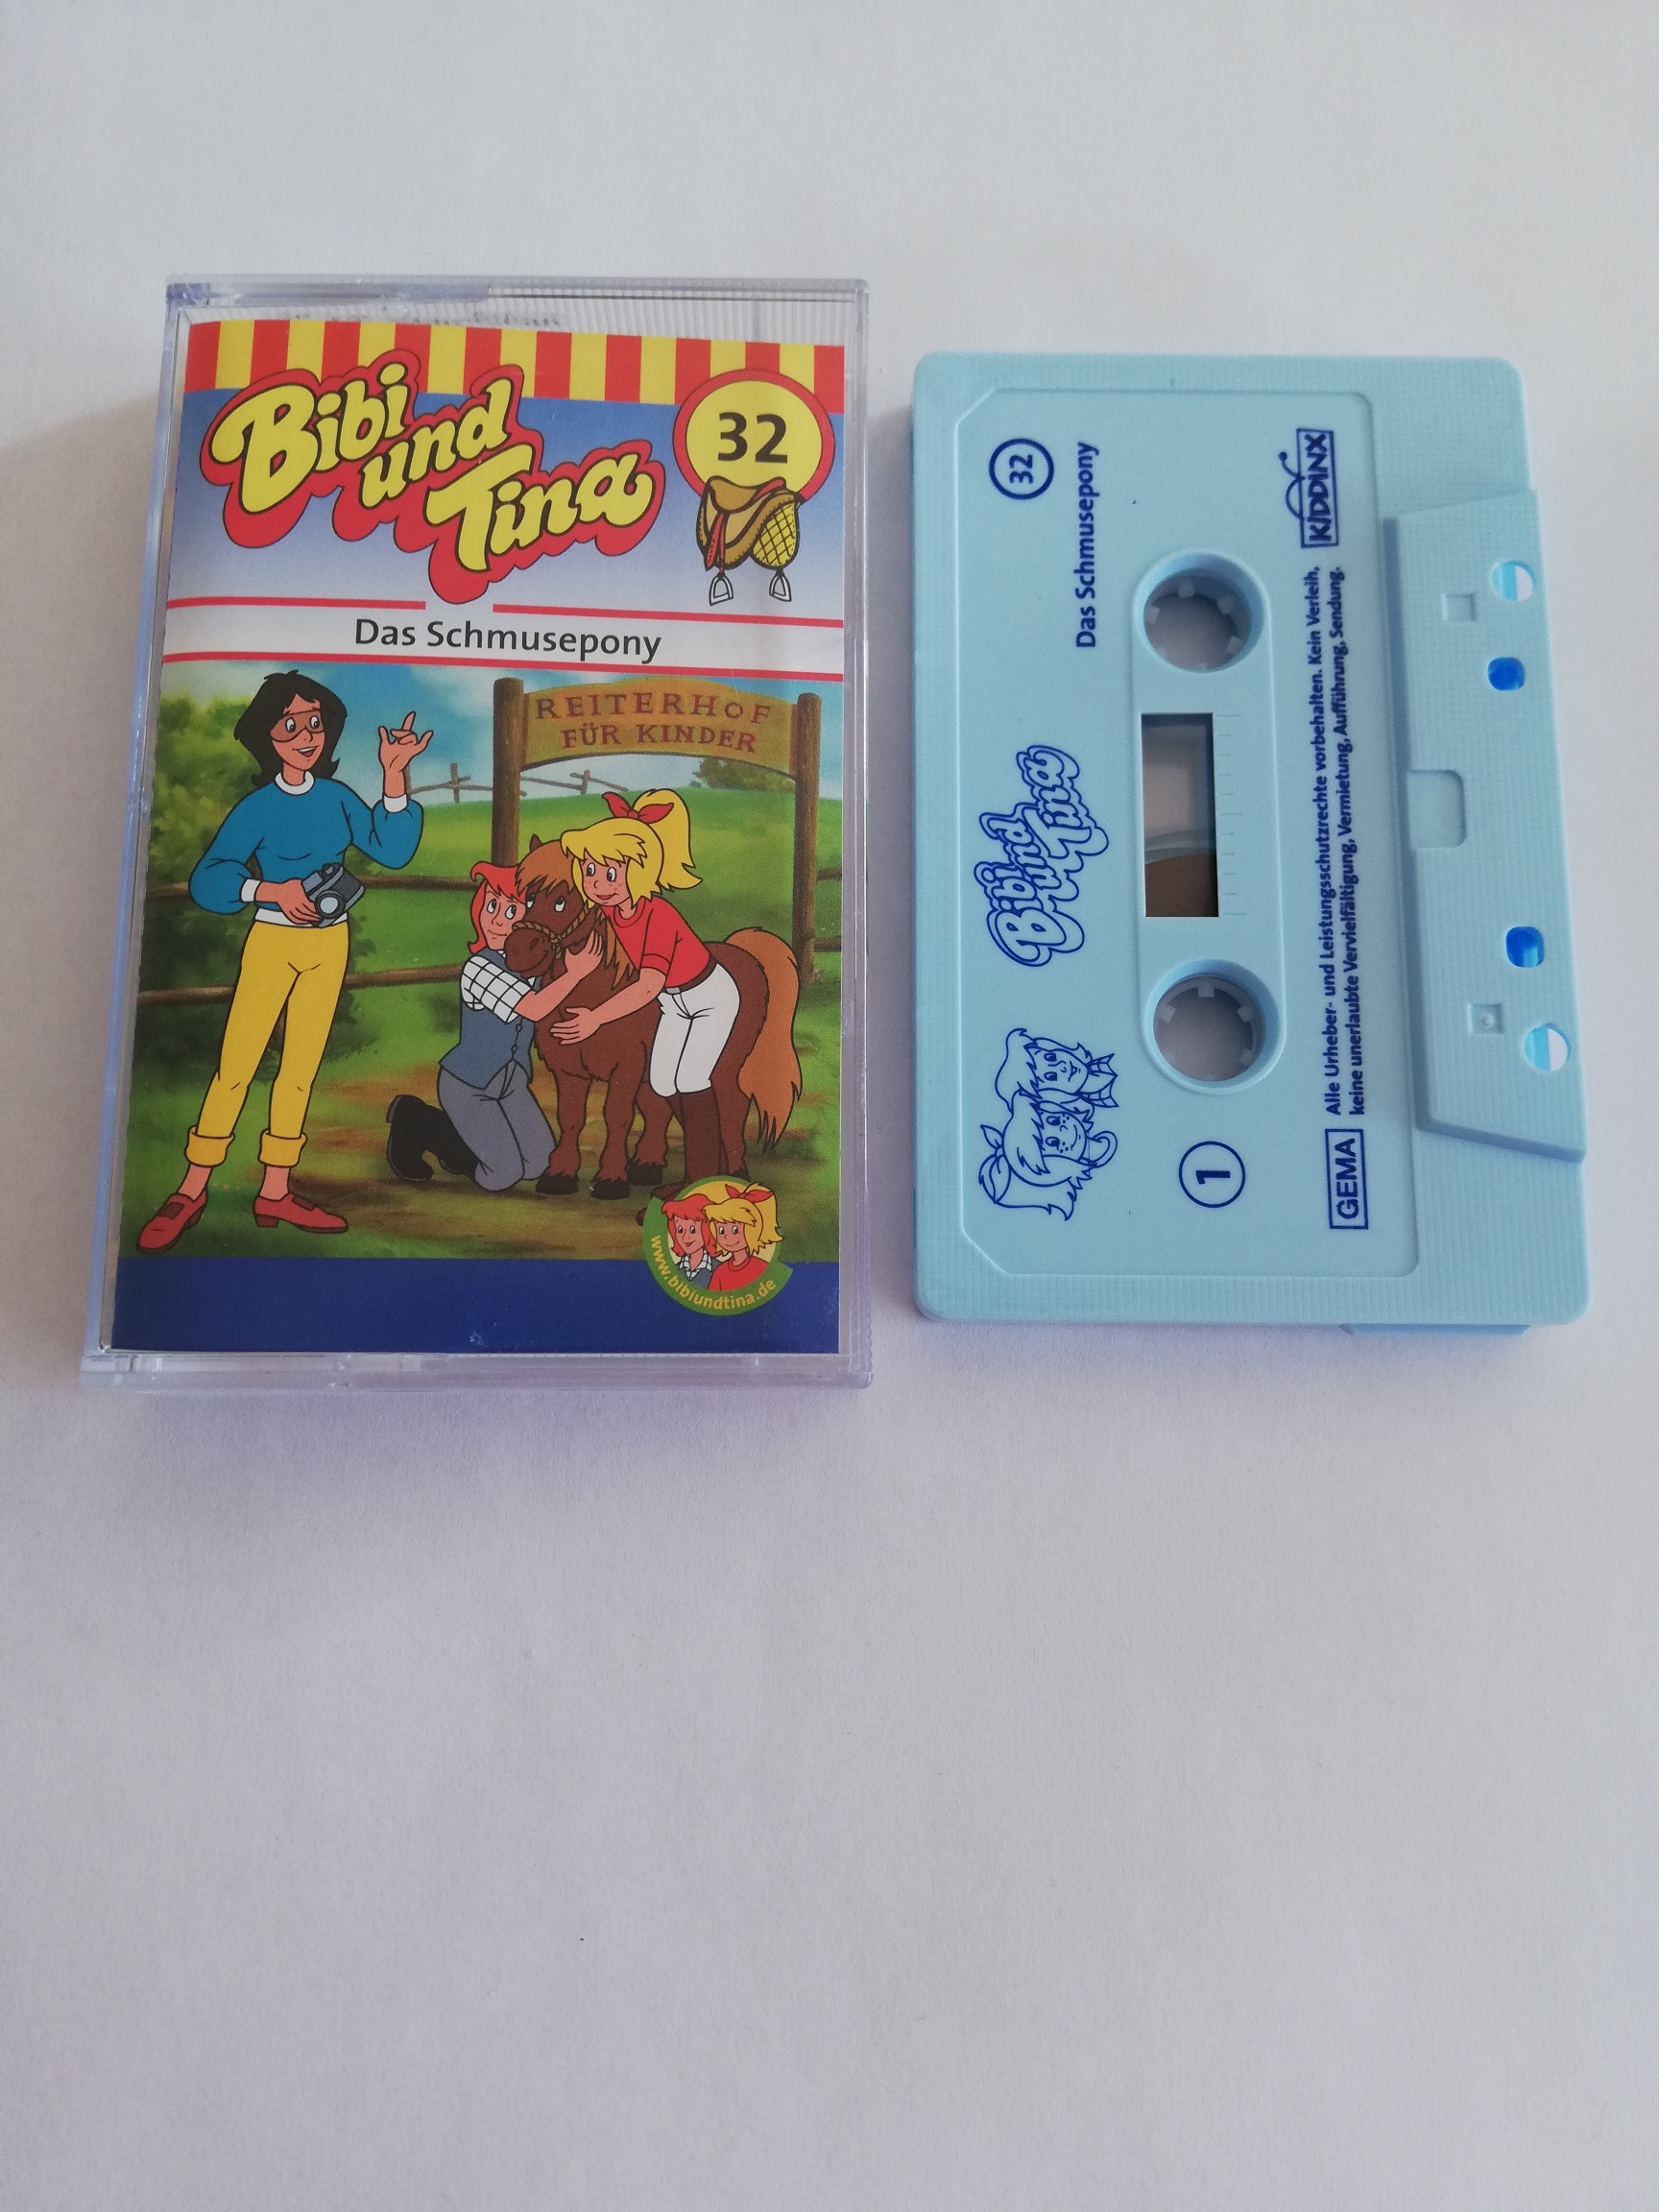 Bibi
und
Tina
32
Das Schmusepony
REITERHOF
FÜR KINDER
www.bibiundtina.de
32
Das Schmusepony
Bibi
und
Tina
1
KIDDINX
GEMA
Alle Urheber- und Leistungsschutzrechte vorbehalten. Kein Verleih,
keine unerlaubte Vervielfältigung, Vermietung, Aufführung, Sendung.